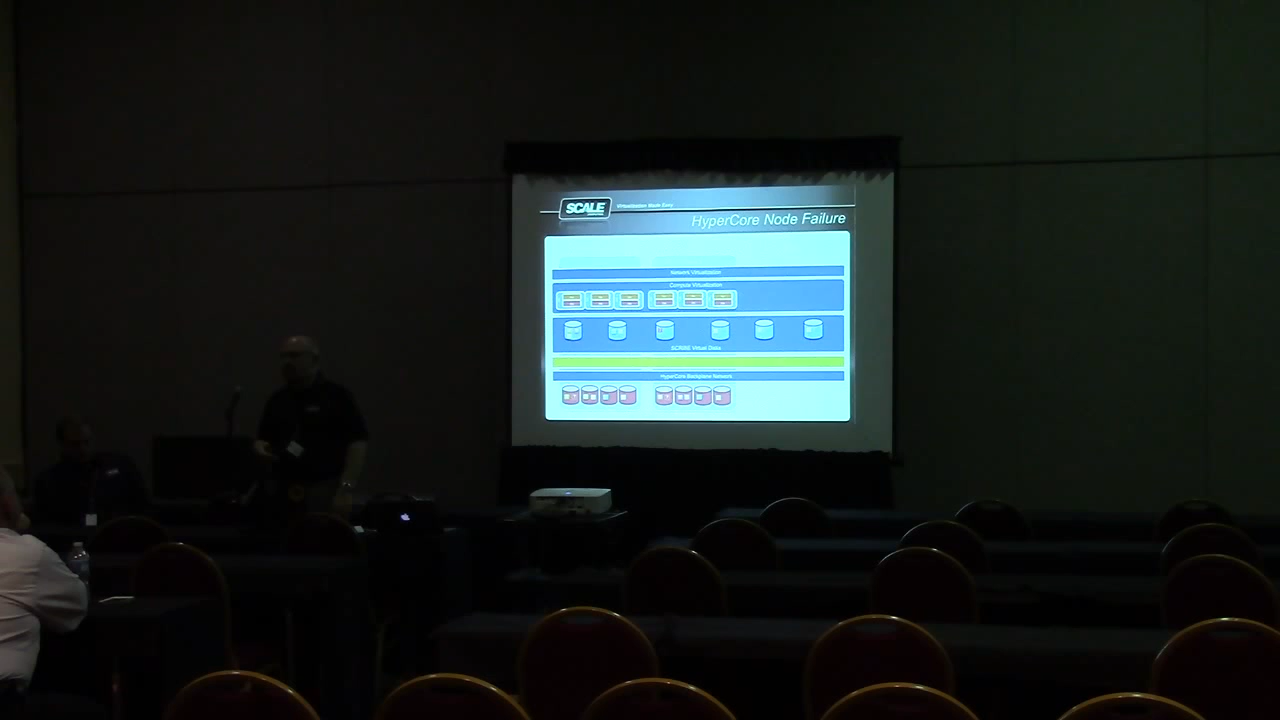 SCALE
Virtualization Made Easy
HyperCore Node Failure
Network Virtualization
Compute Virtualization
SCRIBE Virtual Disks
HyperCore Backplane Network